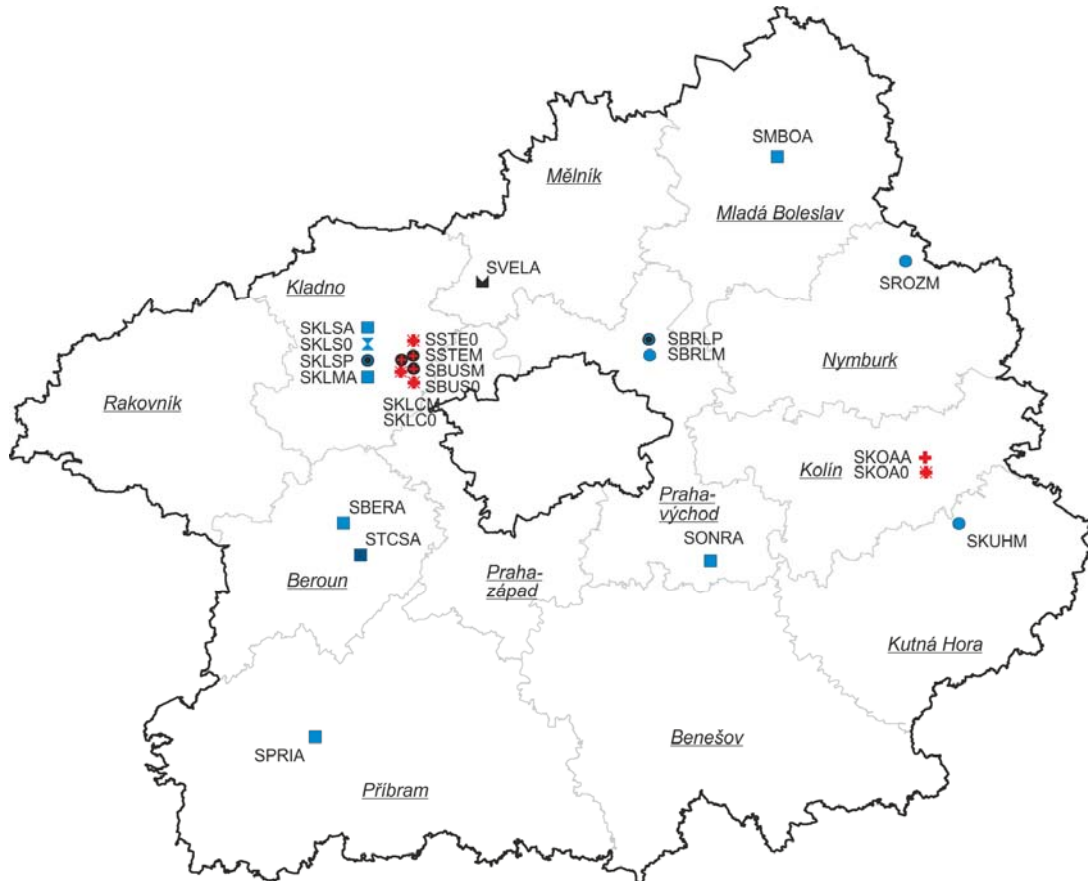 SMBOA
Mělník
Mladá Boleslav
SVELA
SROZM
Kladno
SKLSA
SKLS0
SKLSP
SKLMA
SSTE0
SSTEM
SBUSM
SBUS0
SKLCM
SKLC0
SBRLP
SBRLM
Nymburk
Rakovník
SKOAA
Kolín
SKOA0
SBERA
STCSA
Beroun
Praha-
východ
SONRA
SKUHM
Praha-
západ
Kutná Hora
SPRIA
Benešov
Příbram